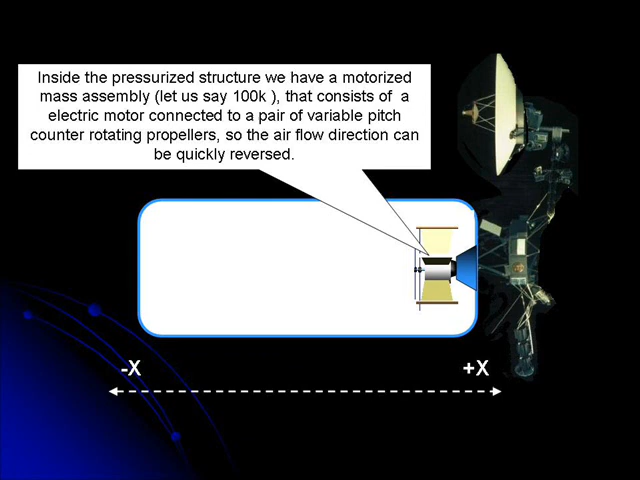 Inside the pressurized structure we have a motorized
mass assembly (let us say 100k ), that consists of  a
electric motor connected to a pair of variable pitch
counter rotating propellers, so the air flow direction can
be quickly reversed.
-X
+X